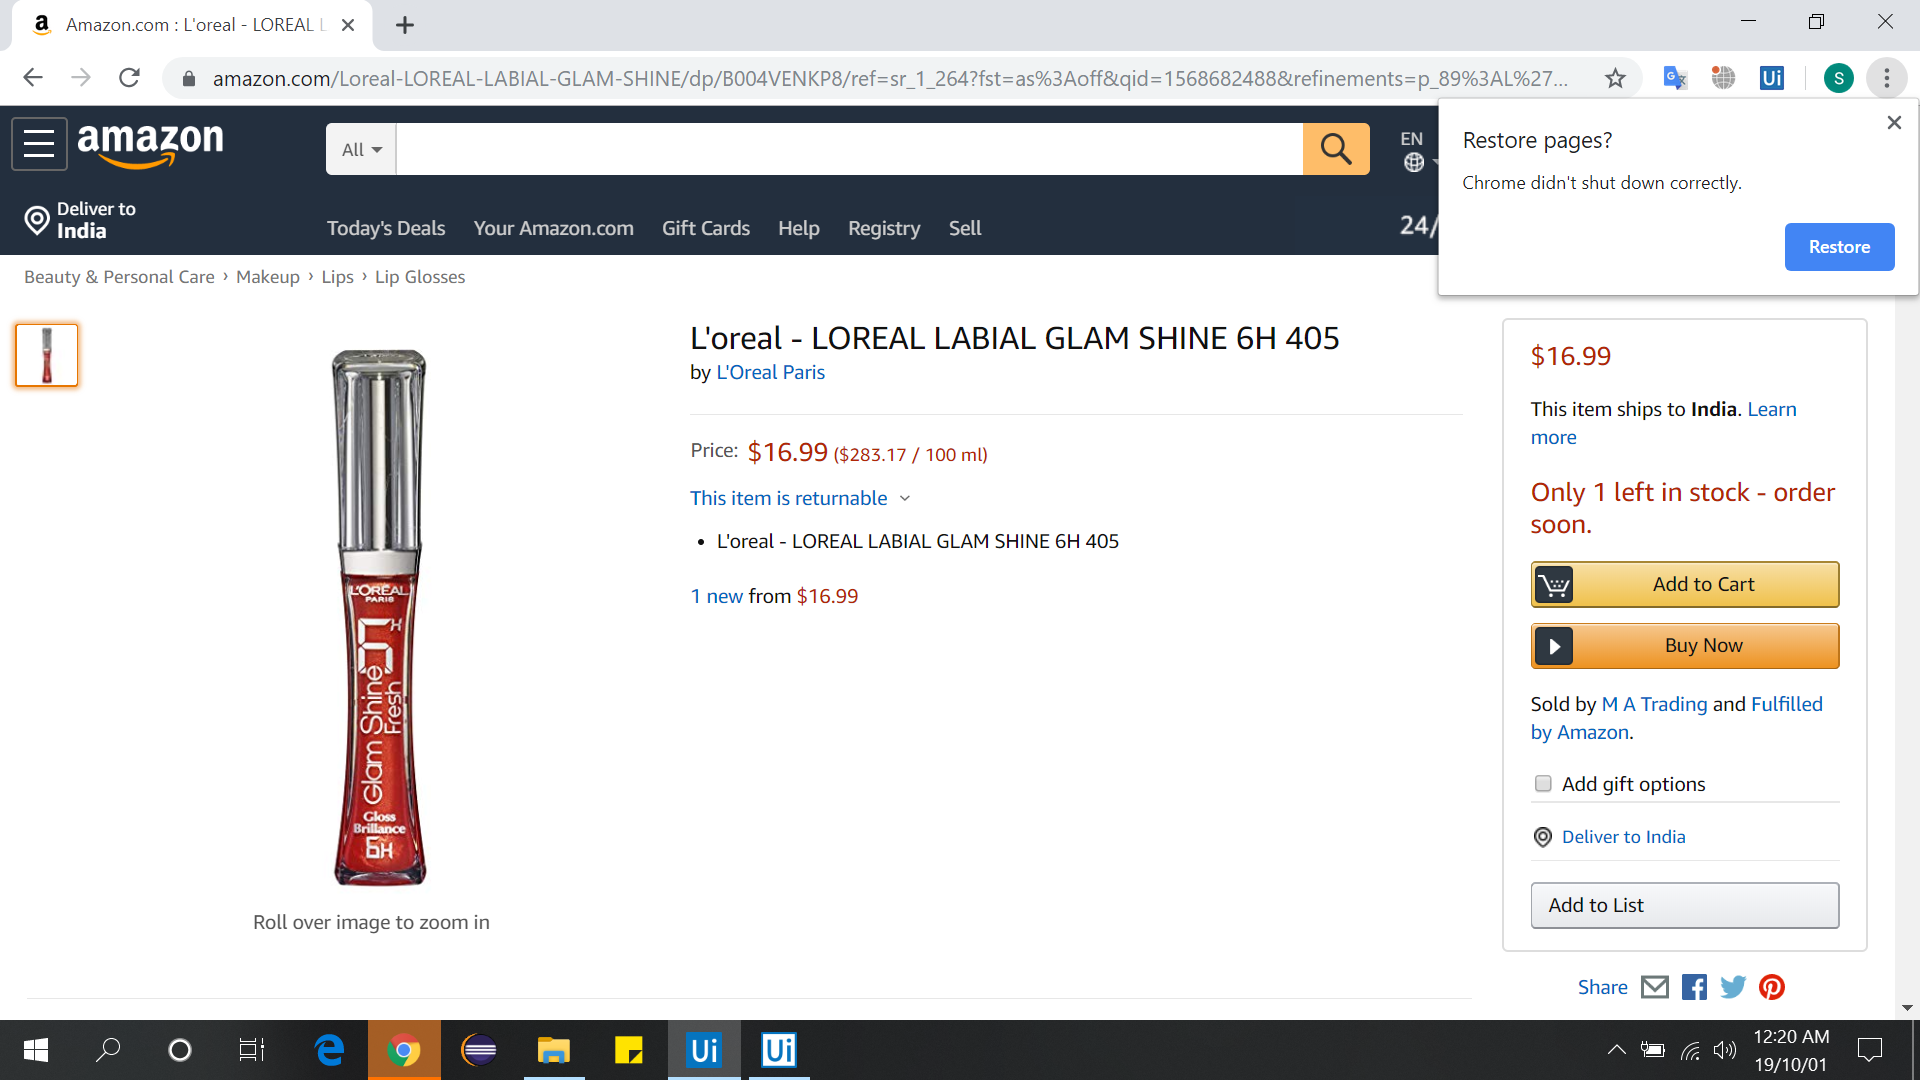 Amazon.com : L'oreal - LOREAL L
amazon.com/Loreal-LOREAL-LABIAL-GLAM-SHINE/dp/B004VENKP8/ref=sr_1_264?fst=as%3Aoff&qid=1568682488&refinements=p_89%3AL%27...
Ui
S
Restore pages?
Chrome didn't shut down correctly.
Restore
amazon
All
EN
Deliver to
India
Today's Deals
Your Amazon.com
Gift Cards
Help
Registry
Sell
24/
Beauty & Personal Care › Makeup › Lips › Lip Glosses
L'oreal - LOREAL LABIAL GLAM SHINE 6H 405
by L'Oreal Paris
Price: $16.99 ($283.17 / 100 ml)
This item is returnable
• L'oreal - LOREAL LABIAL GLAM SHINE 6H 405
1 new from $16.99
L'ORÉAL
PARIS
6H
Glam Shine
Fresh
Gloss
Brillance
6H
Roll over image to zoom in
$16.99
This item ships to India. Learn
more
Only 1 left in stock - order
soon.
Add to Cart
Buy Now
Sold by M A Trading and Fulfilled
by Amazon.
Add gift options
Deliver to India
Add to List
Share
Ui
Ui
12:20 AM
19/10/01